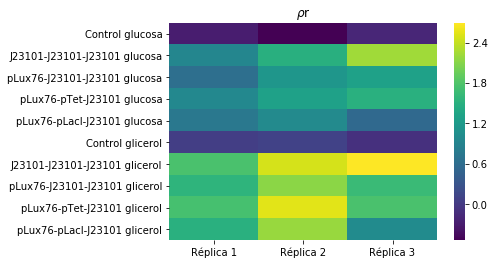 ρr
Control glucosa
J23101-J23101-J23101 glucosa
pLux76-J23101-J23101 glucosa
pLux76-pTet-J23101 glucosa
pLux76-pLacI-J23101 glucosa
Control glicerol
J23101-J23101-J23101 glicerol
pLux76-J23101-J23101 glicerol
pLux76-pTet-J23101 glicerol
pLux76-pLacI-J23101 glicerol
Réplica 1 Réplica 2 Réplica 3
2.4
1.8
1.2
0.6
0.0